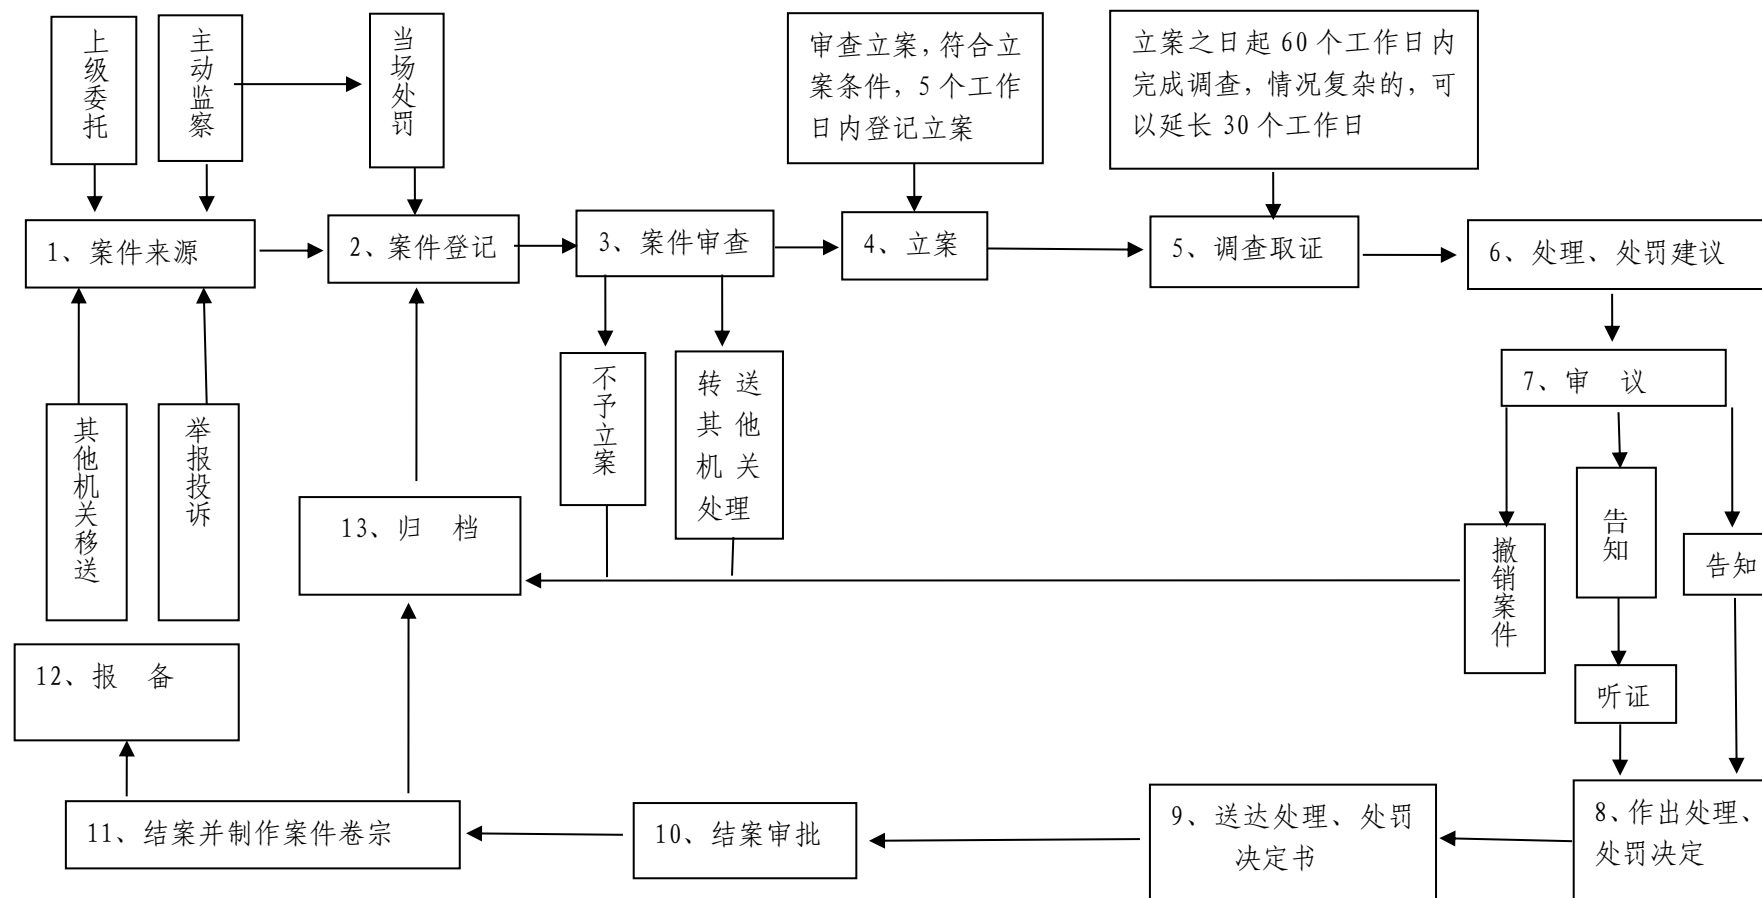 上级委托
主动监察
当场处罚
审查立案，符合立
案条件，5个工作
日内登记立案
立案之日起60个工作日内
完成调查，情况复杂的，可
以延长30个工作日
1、案件来源
2、案件登记
3、案件审查
4、立案
5、调查取证
6、处理、处罚建议
其他机关移送
举报投诉
不予立案
转 送
其 他
机 关
处理
7、审 议
13、归 档
撤销案件
告知
告知
听证
12、报 备
11、结案并制作案件卷宗
10、结案审批
9、送达处理、处罚
决定书
8、作出处理、
处罚决定